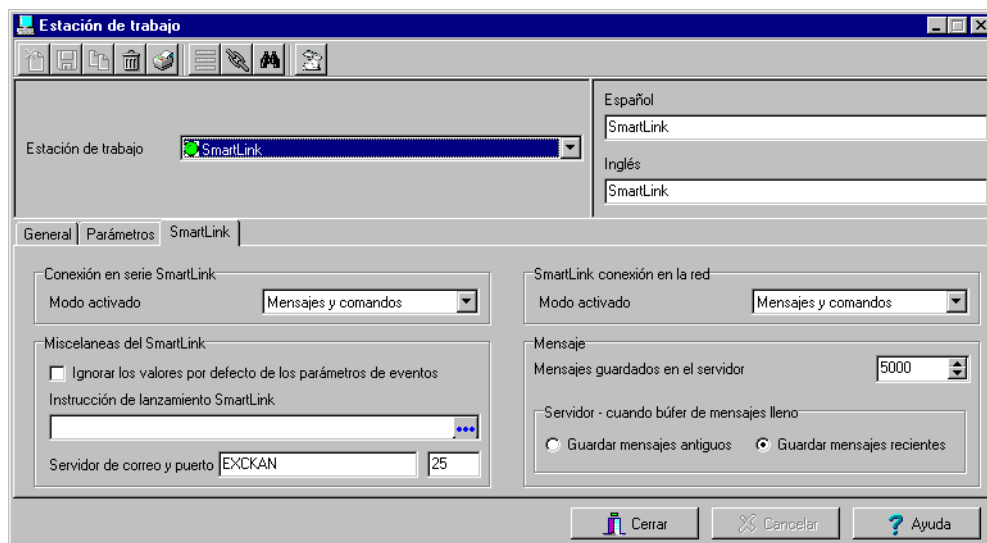 Estación de trabajo
Español
SmartLink
Estación de trabajo SmartLink
Inglés
SmartLink
General Parámetros SmartLink
Conexión en serie SmartLink
Modo activado Mensajes y comandos
SmartLink conexión en la red
Modo activado Mensajes y comandos
Miscelaneas del SmartLink
Ignorar los valores por defecto de los parámetros de eventos
Instrucción de lanzamiento SmartLink
Servidor de correo y puerto EXCKAN 25
Mensaje
Mensajes guardados en el servidor 5000
Servidor - cuando búfer de mensajes lleno
Guardar mensajes antiguos Guardar mensajes recientes
Cerrar Cancelar Ayuda